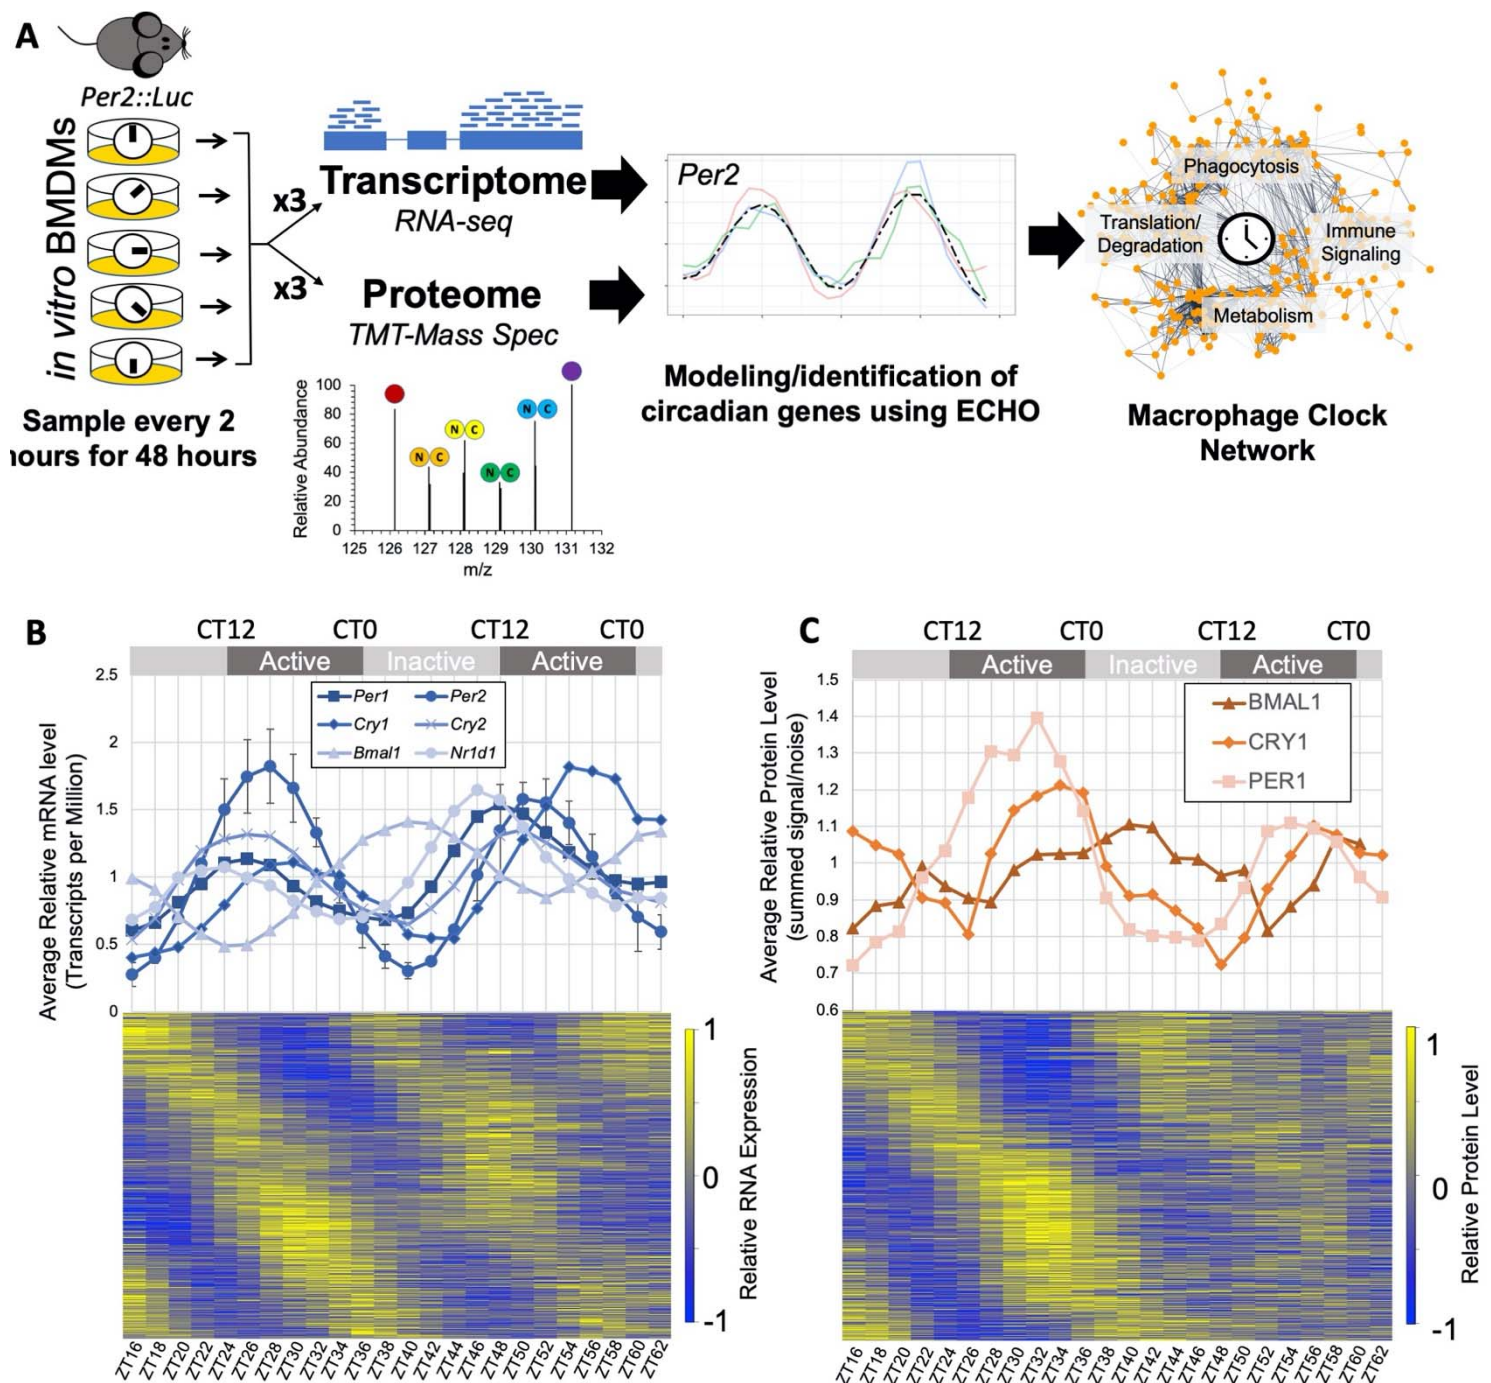 A
Per2::Luc
in vitro BMDMs
x3
x3
Sample every 2
hours for 48 hours
Transcriptome
RNA-seq
Proteome
TMT-Mass Spec
Relative Abundance
100
80
60
40
20
0
N C
N C
N C
N C
125 126 127 128 129 130 131 132
m/z
Per2
Modeling/identification of
circadian genes using ECHO
Phagocytosis
Translation/
Degradation
Immune
Signaling
Metabolism
Macrophage Clock
Network
B
CT12 CT0 CT12 CT0
Active Inactive Active
Average Relative mRNA level
(Transcripts per Million)
2.5
2
1.5
1
0.5
0
Per1 Per2
Cry1 Cry2
Bmal1 Nr1d1
1
0
-1
Relative RNA Expression
ZT16 ZT18 ZT20 ZT22 ZT24 ZT26 ZT28 ZT30 ZT32 ZT34 ZT36 ZT38 ZT40 ZT42 ZT44 ZT46 ZT48 ZT50 ZT52 ZT54 ZT56 ZT58 ZT60 ZT62
C
CT12 CT0 CT12 CT0
Active Inactive Active
Average Relative Protein Level
(summed signal/noise)
1.5
1.4
1.3
1.2
1.1
1
0.9
0.8
0.7
0.6
BMAL1
CRY1
PER1
1
0
-1
Relative Protein Level
ZT16 ZT18 ZT20 ZT22 ZT24 ZT26 ZT28 ZT30 ZT32 ZT34 ZT36 ZT38 ZT40 ZT42 ZT44 ZT46 ZT48 ZT50 ZT52 ZT54 ZT56 ZT58 ZT60 ZT62